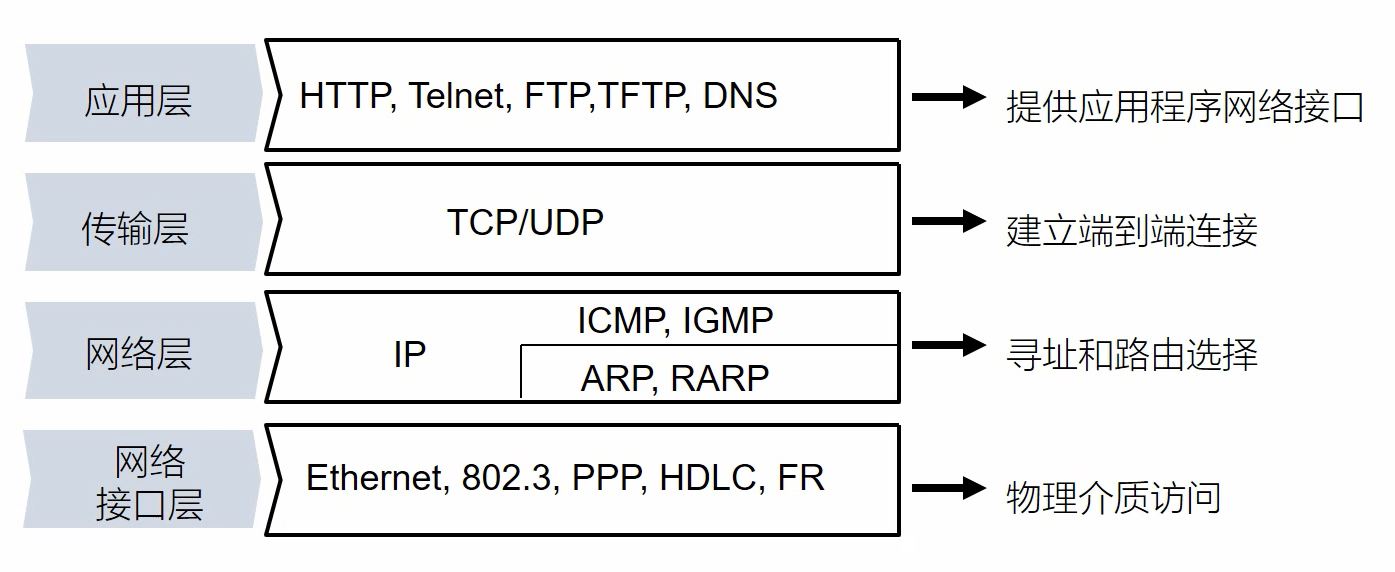 应用层
HTTP, Telnet, FTP,TFTP, DNS
提供应用程序网络接口
传输层
TCP/UDP
建立端到端连接
网络层
IP
ICMP, IGMP
ARP, RARP
寻址和路由选择
网络
接口层
Ethernet, 802.3, PPP, HDLC, FR
物理介质访问